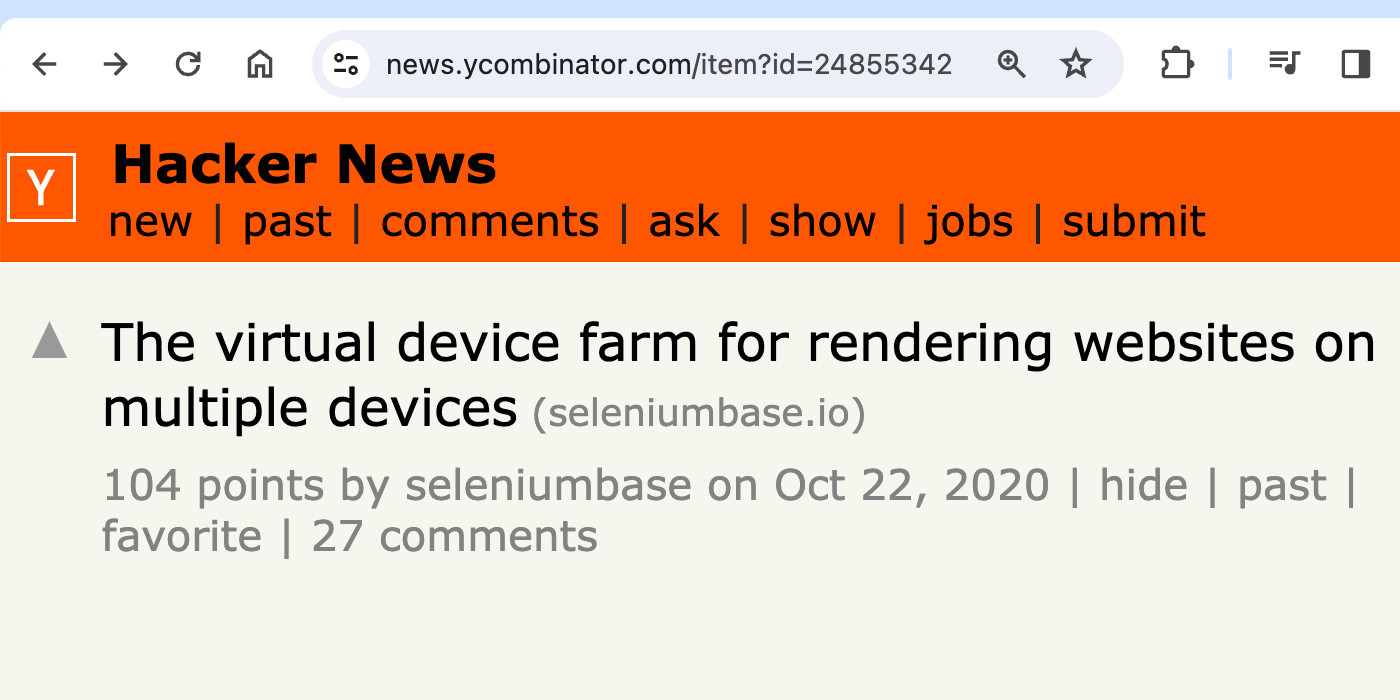 news.ycombinator.com/item?id=24855342
Y
Hacker News
new | past | comments | ask | show | jobs | submit
The virtual device farm for rendering websites on
multiple devices (seleniumbase.io)
104 points by seleniumbase on Oct 22, 2020 | hide | past |
favorite | 27 comments